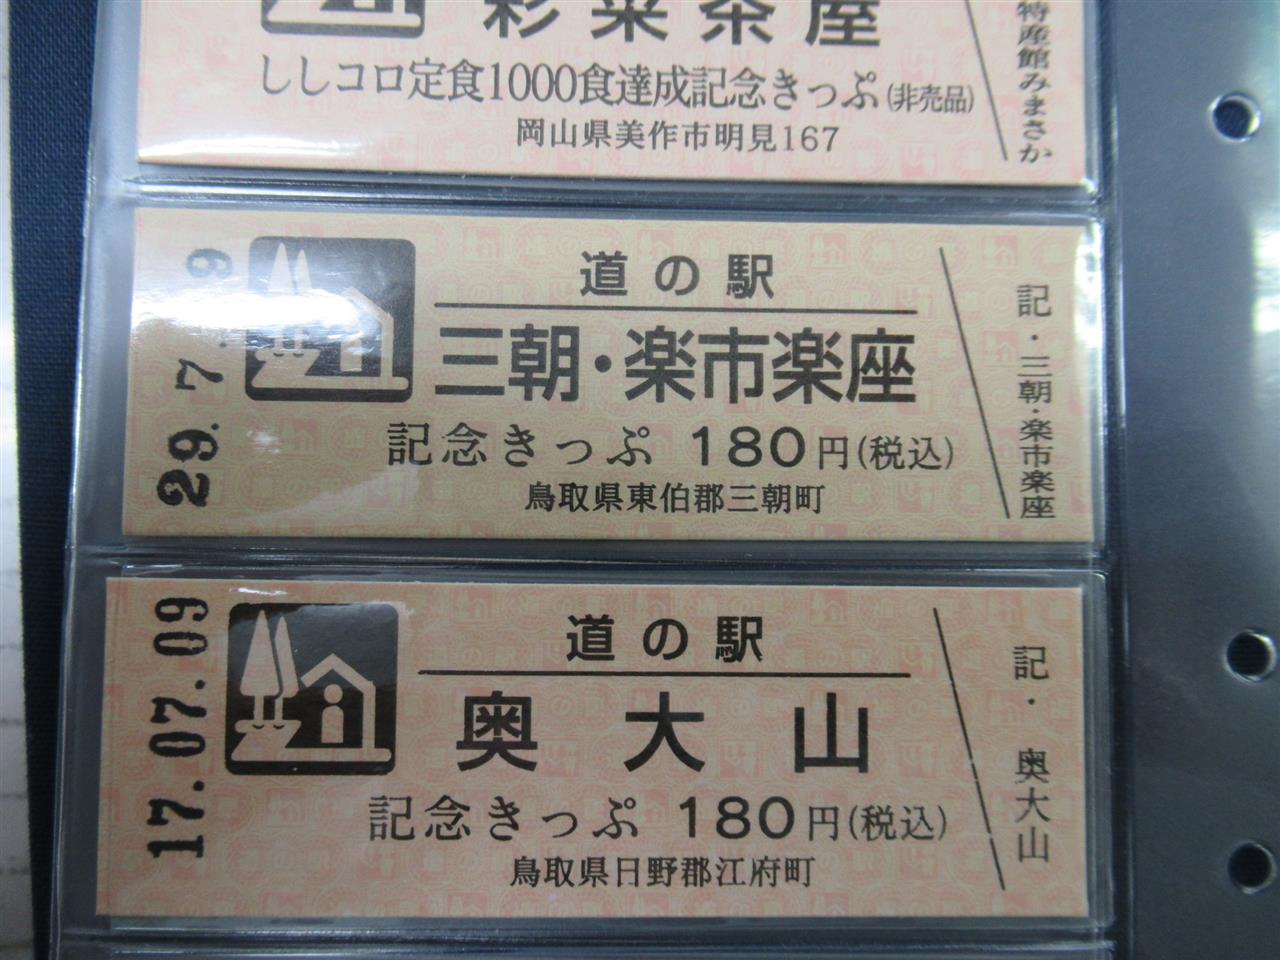 彩菜茶屋
ししコロ定食1000食達成記念きっぷ(非売品)
岡山県美作市明見167
特産館みまさか
29.7.-9
道の駅
三朝・楽市楽座
記念きっぷ 180円(税込)
鳥取県東伯郡三朝町
記・三朝・楽市楽座
17.07.09
道の駅
奥大山
記念きっぷ 180円(税込)
鳥取県日野郡江府町
記・奥大山